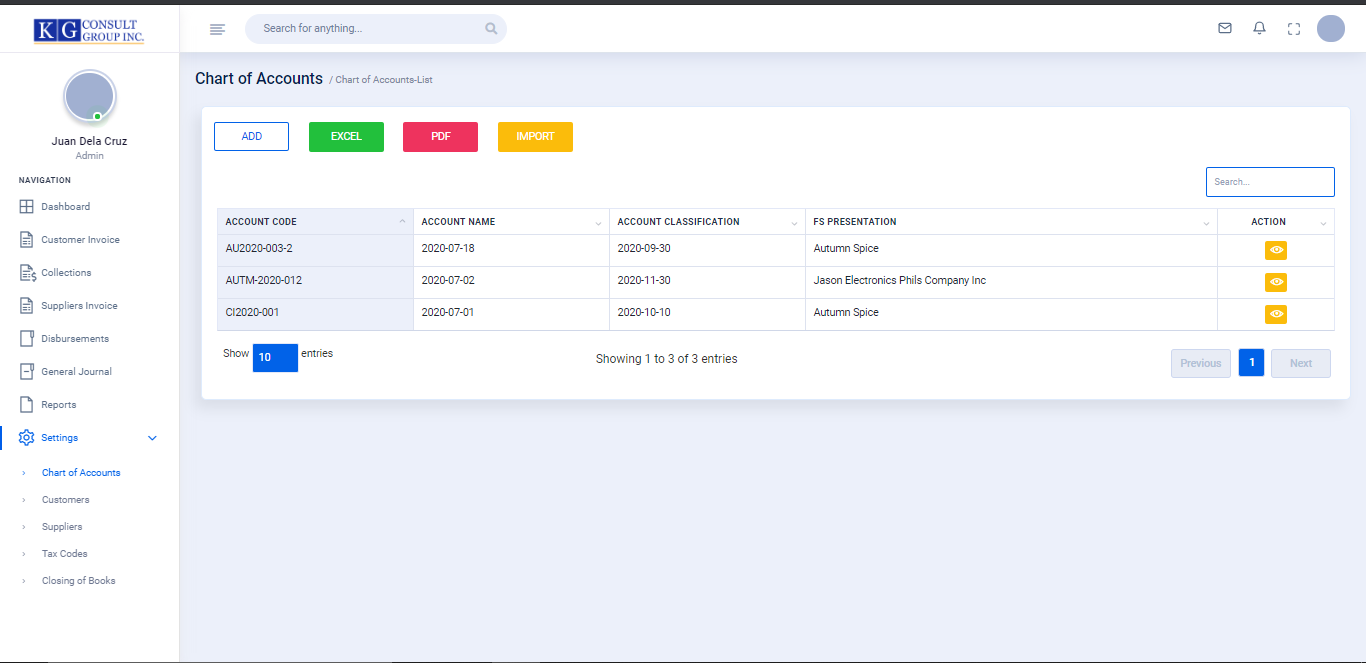 KG CONSULT
GROUP INC.
Search for anything...
Juan Dela Cruz
Admin
NAVIGATION
Dashboard
Customer Invoice
Collections
Suppliers Invoice
Disbursements
General Journal
Reports
Settings
Chart of Accounts
Customers
Suppliers
Tax Codes
Closing of Books
Chart of Accounts / Chart of Accounts-List
ADD EXCEL PDF IMPORT
Search...
ACCOUNT CODE ACCOUNT NAME ACCOUNT CLASSIFICATION FS PRESENTATION ACTION
AU2020-003-2 2020-07-18 2020-09-30 Autumn Spice
AUTM-2020-012 2020-07-02 2020-11-30 Jason Electronics Phils Company Inc
CI2020-001 2020-07-01 2020-10-10 Autumn Spice
Show 10 entries Showing 1 to 3 of 3 entries Previous 1 Next